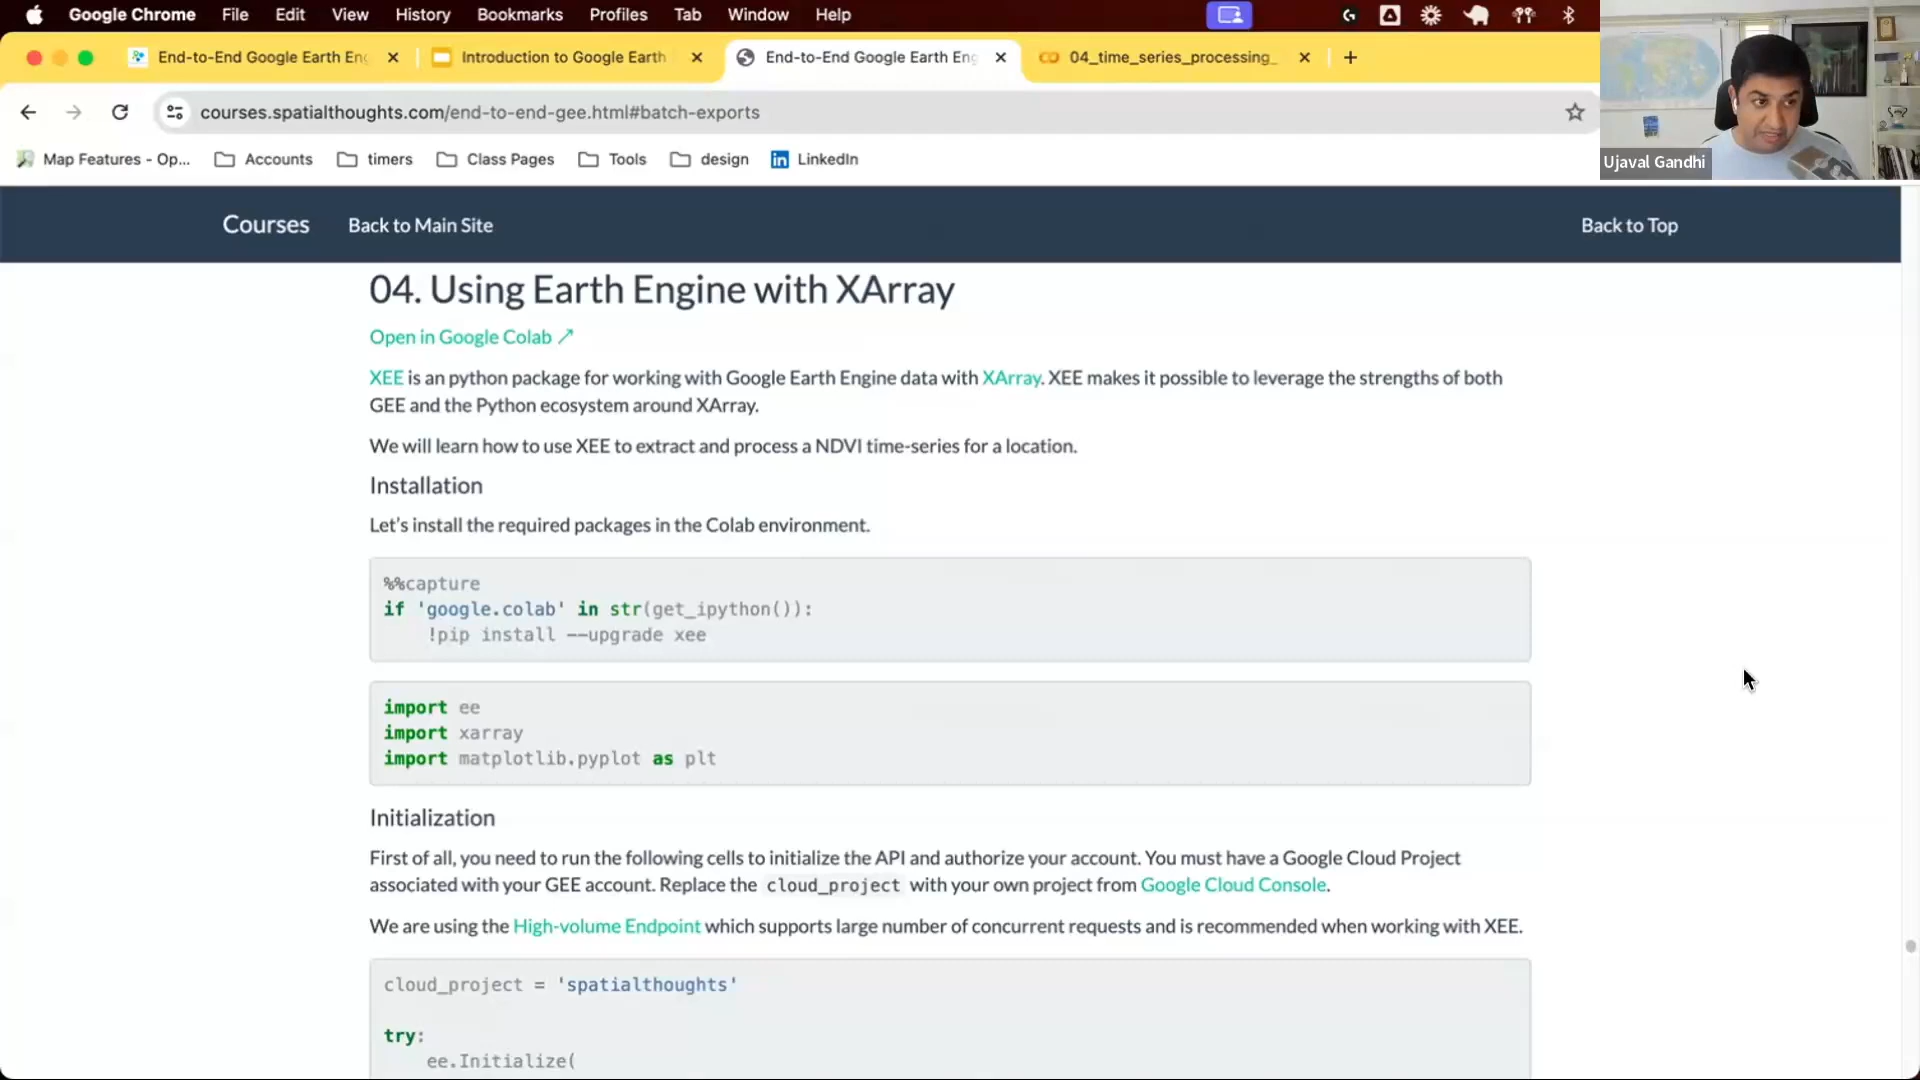 Google Chrome File Edit View History Bookmarks Profiles Tab Window Help
End-to-End Google Earth En
Introduction to Google Earth
End-to-End Google Earth Eng
04_time_series_processing_
courses.spatialthoughts.com/end-to-end-gee.html#batch-exports
Map Features - Op... Accounts timers Class Pages Tools design LinkedIn
Ujaval Gandhi
Courses Back to Main Site Back to Top
04. Using Earth Engine with XArray
Open in Google Colab ↗
XEE is an python package for working with Google Earth Engine data with XArray. XEE makes it possible to leverage the strengths of both
GEE and the Python ecosystem around XArray.
We will learn how to use XEE to extract and process a NDVI time-series for a location.
Installation
Let's install the required packages in the Colab environment.
%%capture
if 'google.colab' in str(get_ipython()):
!pip install --upgrade xee
import ee
import xarray
import matplotlib.pyplot as plt
Initialization
First of all, you need to run the following cells to initialize the API and authorize your account. You must have a Google Cloud Project
associated with your GEE account. Replace the cloud_project with your own project from Google Cloud Console.
We are using the High-volume Endpoint which supports large number of concurrent requests and is recommended when working with XEE.
cloud_project = 'spatialthoughts'
try:
ee.Initialize(